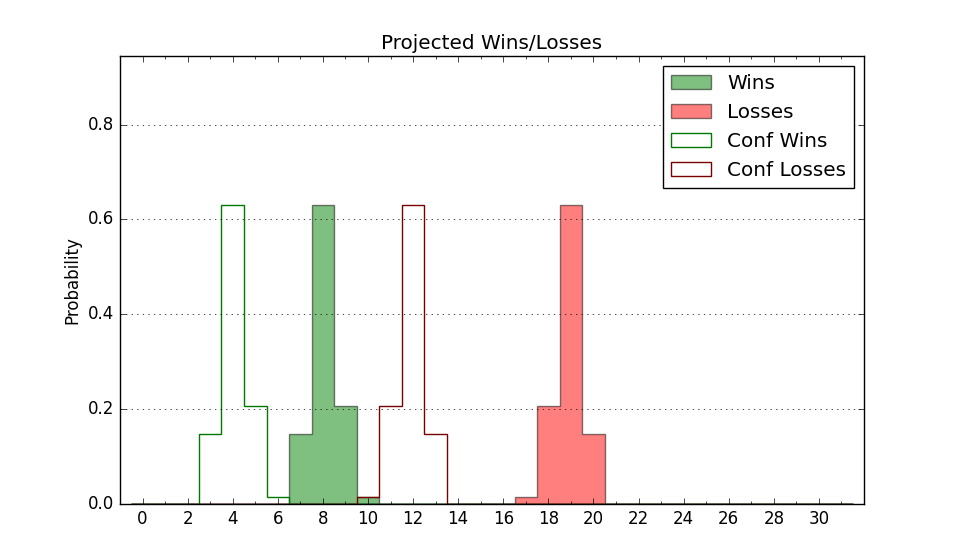 Projected Wins/Losses
Wins
Losses
Conf Wins
Conf Losses
Probability
0.8
0.6
0.4
0.2
0.0
0 2 4 6 8 10 12 14 16 18 20 22 24 26 28 30